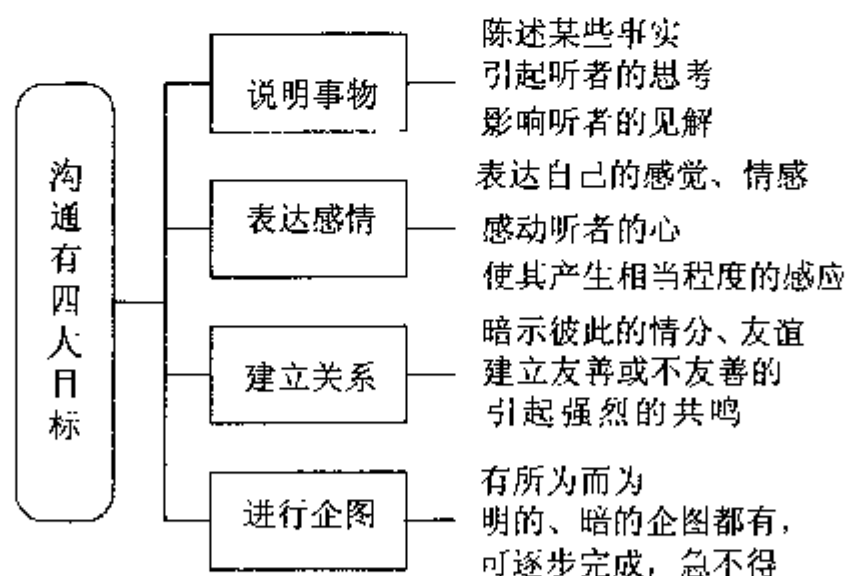 沟通有四大目标
说明事物
陈述某些事实
引起听者的思考
影响听者的见解
表达感情
表达自己的感觉、情感
感动听者的心
使其产生相当程度的感应
建立关系
暗示彼此的情分、友谊
建立友善或不友善的
引起强烈的共鸣
进行企图
有所为而为
明的、暗的企图都有，
可逐步完成，急不得